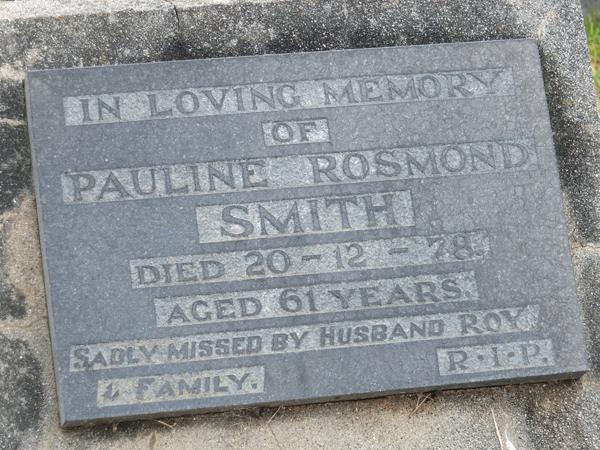 IN LOVING MEMORY
OF
PAULINE ROSMOND
SMITH
DIED 20-12-78.
AGED 61 YEARS.
SADLY MISSED BY HUSBAND ROY
& FAMILY. R.I.P.